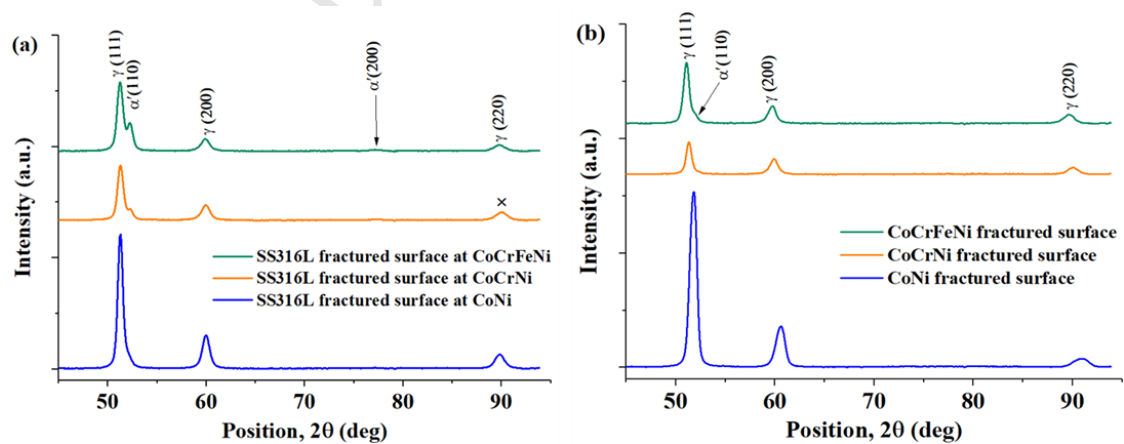 (a)
γ (111)
α'(110)
γ (200)
α'(200)
γ (220)
×
Intensity (a.u.)
SS316L fractured surface at CoCrFeNi
SS316L fractured surface at CoCrNi
SS316L fractured surface at CoNi
50
60
70
80
90
Position, 2θ (deg)
(b)
γ (111)
α'(110)
γ (200)
γ (220)
Intensity (a.u.)
CoCrFeNi fractured surface
CoCrNi fractured surface
CoNi fractured surface
50
60
70
80
90
Position, 2θ (deg)